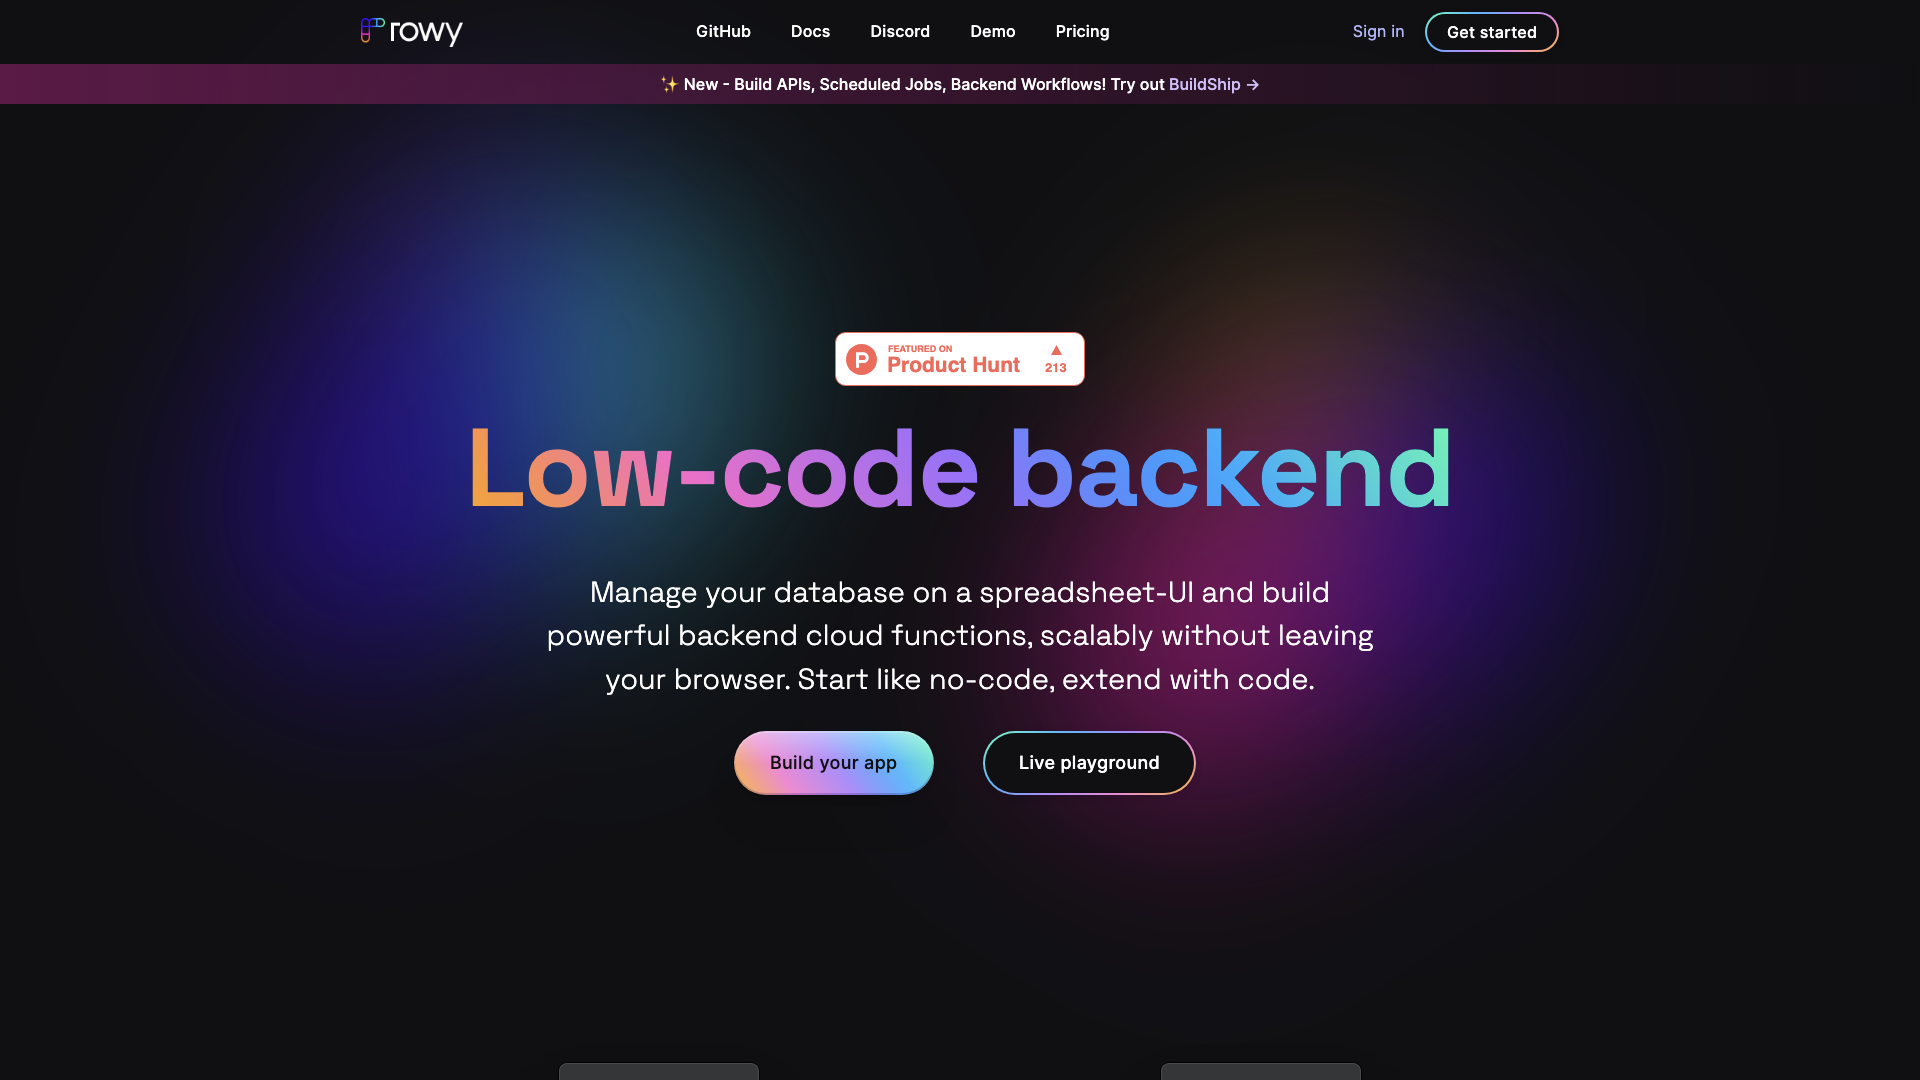 rowy
GitHub
Docs
Discord
Demo
Pricing
Sign in
Get started
✨ New - Build APIs, Scheduled Jobs, Backend Workflows! Try out BuildShip →
P
FEATURED ON
Product Hunt
▲
213
Low-code backend
Manage your database on a spreadsheet-UI and build
powerful backend cloud functions, scalably without leaving
your browser. Start like no-code, extend with code.
Build your app
Live playground